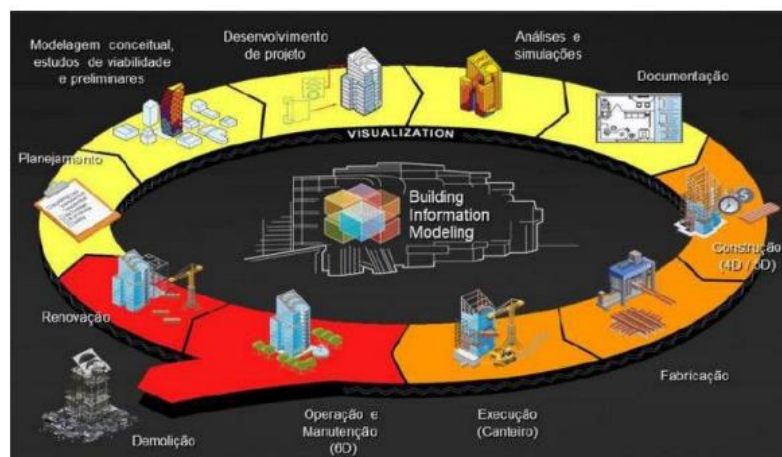 Modelagem conceitual,
estudos de viabilidade
e preliminares
Desenvolvimento
de projeto
Análises e
simulações
Documentação
VISUALIZATION
Planejamento
Building
Information
Modeling
Construção
(4D / 5D)
Renovação
Fabricação
Demolição
Operação e
Manutenção
(6D)
Execução
(Canteiro)